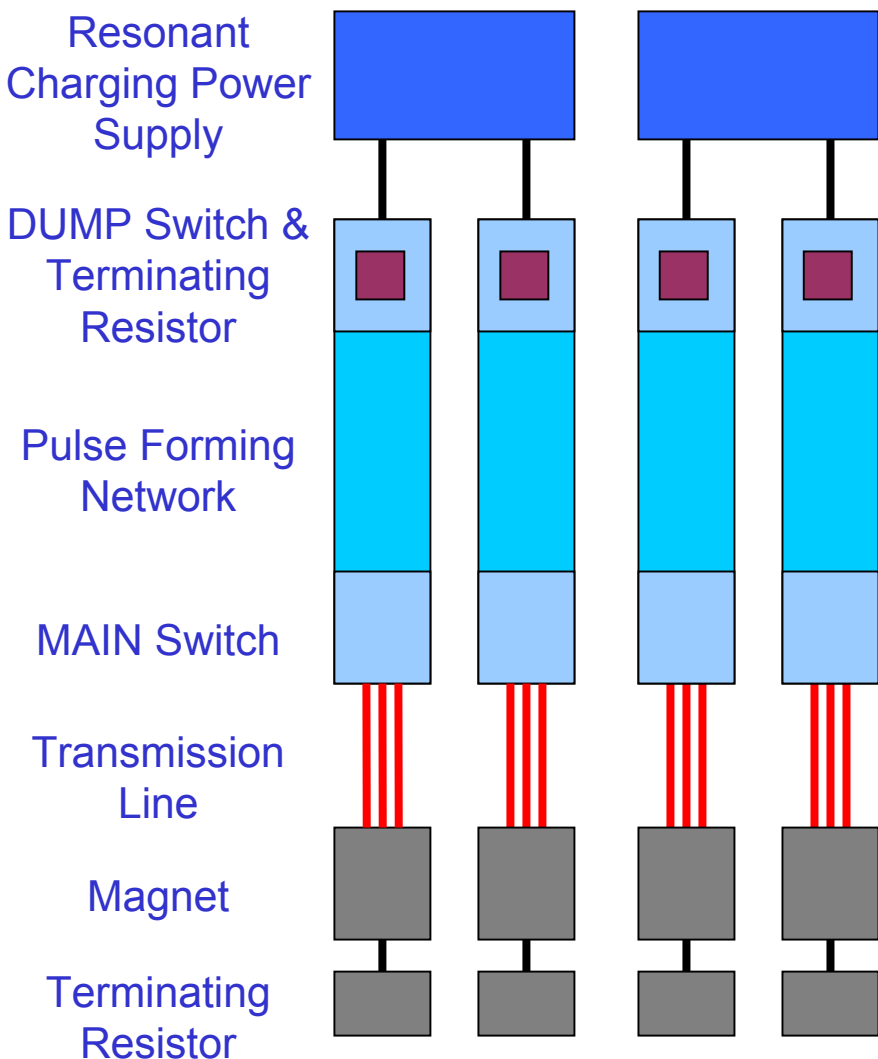 Resonant
Charging Power
Supply
DUMP Switch &
Terminating
Resistor
Pulse Forming
Network
MAIN Switch
Transmission
Line
Magnet
Terminating
Resistor